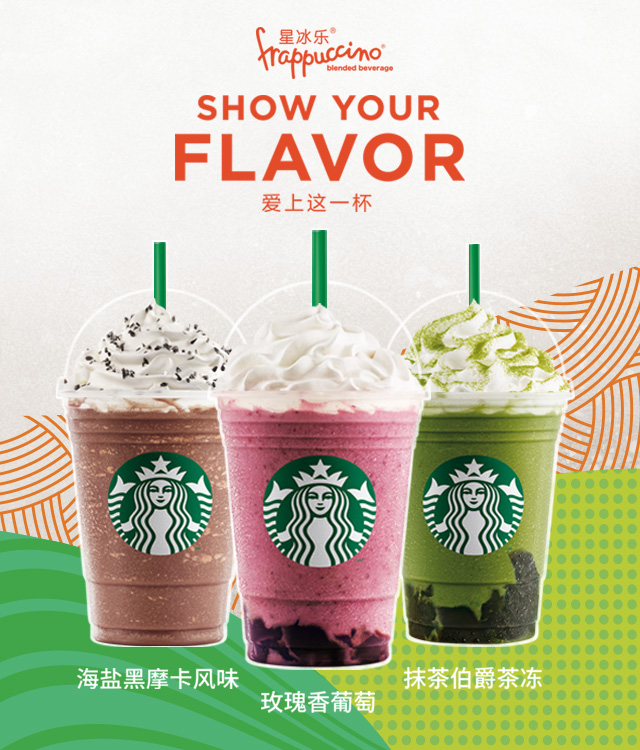 星冰乐®
frappuccino®
blended beverage
SHOW YOUR
FLAVOR
爱上这一杯
海盐黑摩卡风味
玫瑰香葡萄
抹茶伯爵茶冻